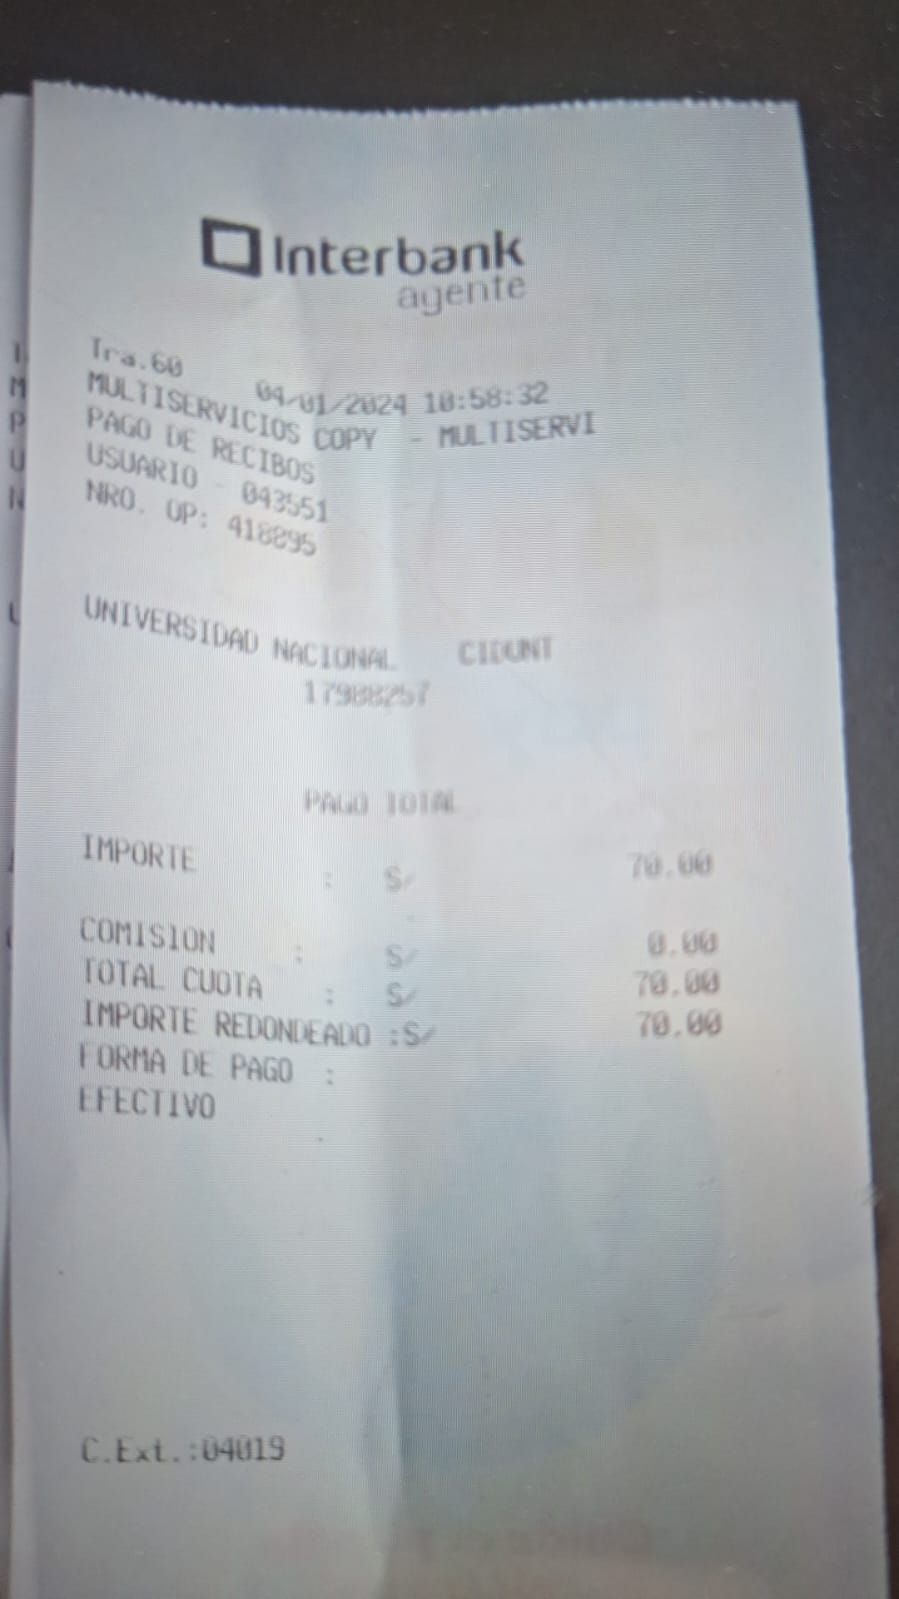 Interbank
agente
Tra.60 04/01/2024 10:58:32
MULTISERVICIOS COPY - MULTISERVI
PAGO DE RECIBOS
USUARIO - 043551
NRO. OP: 418895
UNIVERSIDAD NACIONAL CIDUNT
17988257
PAGO TOTAL
IMPORTE : S/ 70.00
COMISION : S/ 0.00
TOTAL CUOTA : S/ 70.00
IMPORTE REDONDEADO :S/ 70.00
FORMA DE PAGO :
EFECTIVO
C.Ext.:04019